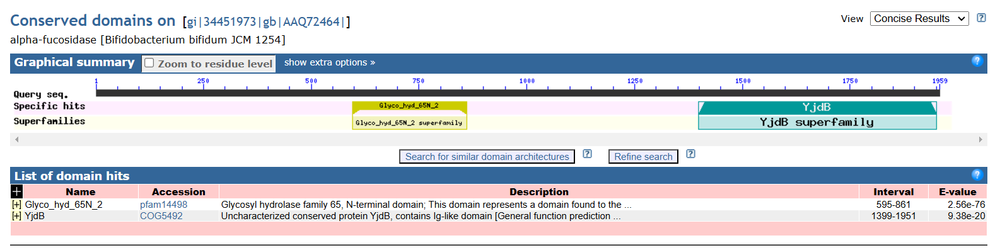 Conserved domains on [gi|34451973|gb|AAQ72464|]
View Concise Results ?
alpha-fucosidase [Bifidobacterium bifidum JCM 1254]
Graphical summary Zoom to residue level show extra options » ?
1 250 500 750 1000 1250 1500 1750 1959
Query seq.
Specific hits Glyco_hyd_65N_2 YjdB
Superfamilies Glyco_hyd_65N_2 superfamily YjdB superfamily
Search for similar domain architectures ? Refine search ?
List of domain hits ?
+ Name Accession Description Interval E-value
[+] Glyco_hyd_65N_2 pfam14498 Glycosyl hydrolase family 65, N-terminal domain; This domain represents a domain found to the ... 595-861 2.56e-76
[+] YjdB COG5492 Uncharacterized conserved protein YjdB, contains Ig-like domain [General function prediction ... 1399-1951 9.38e-20